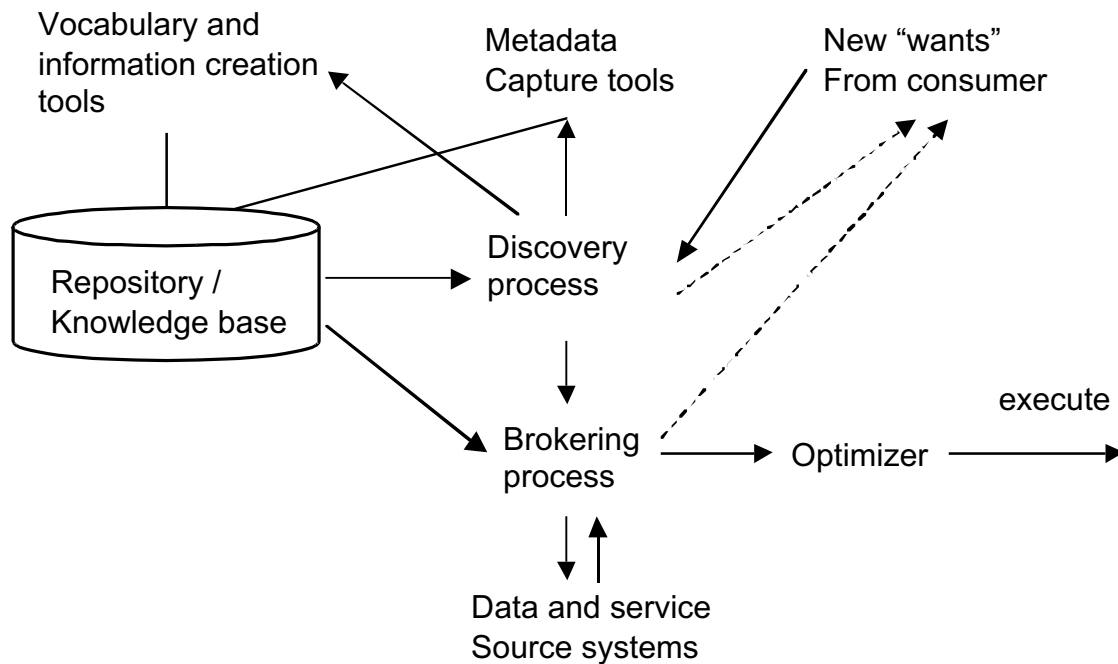 Vocabulary and
information creation
tools
Metadata
Capture tools
New “wants”
From consumer
Repository /
Knowledge base
Discovery
process
execute
Brokering
process
Optimizer
Data and service
Source systems